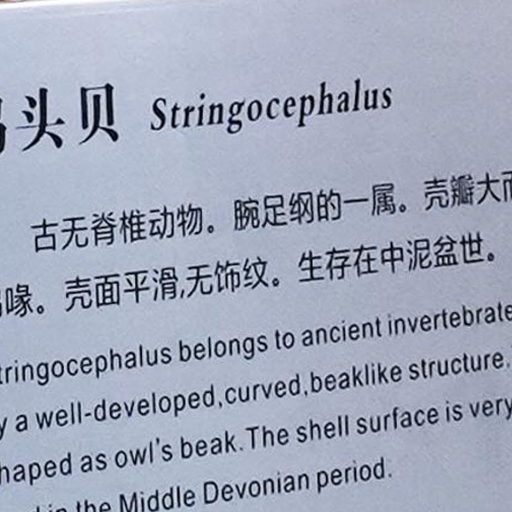 头贝 Stringocephalus
古无脊椎动物。腕足纲的一属。壳瓣大
喙。壳面平滑,无饰纹。生存在中泥盆世。
tringocephalus belongs to ancient invertebrate
y a well-developed,curved,beaklike structure.
haped as owl's beak.The shell surface is very
in the Middle Devonian period.